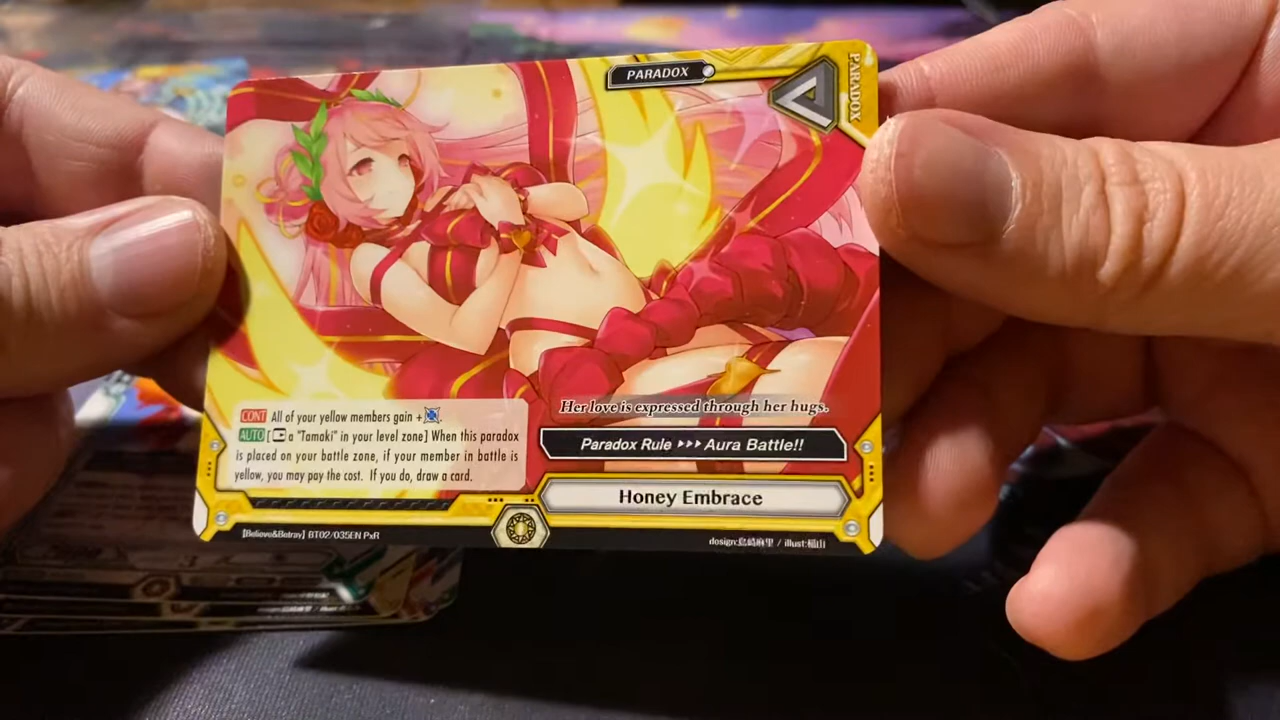 PARADOX
PARADOX
CONT All of your yellow members gain +
AUTO [ a "Tamaki" in your level zone] When this paradox
is placed on your battle zone, if your member in battle is
yellow, you may pay the cost. If you do, draw a card.
Her love is expressed through her hugs.
Paradox Rule ▸▸▸ Aura Battle!!
Honey Embrace
[Believe&Betray] BT02/035EN PxR
design:島崎麻里 / illust:稲山